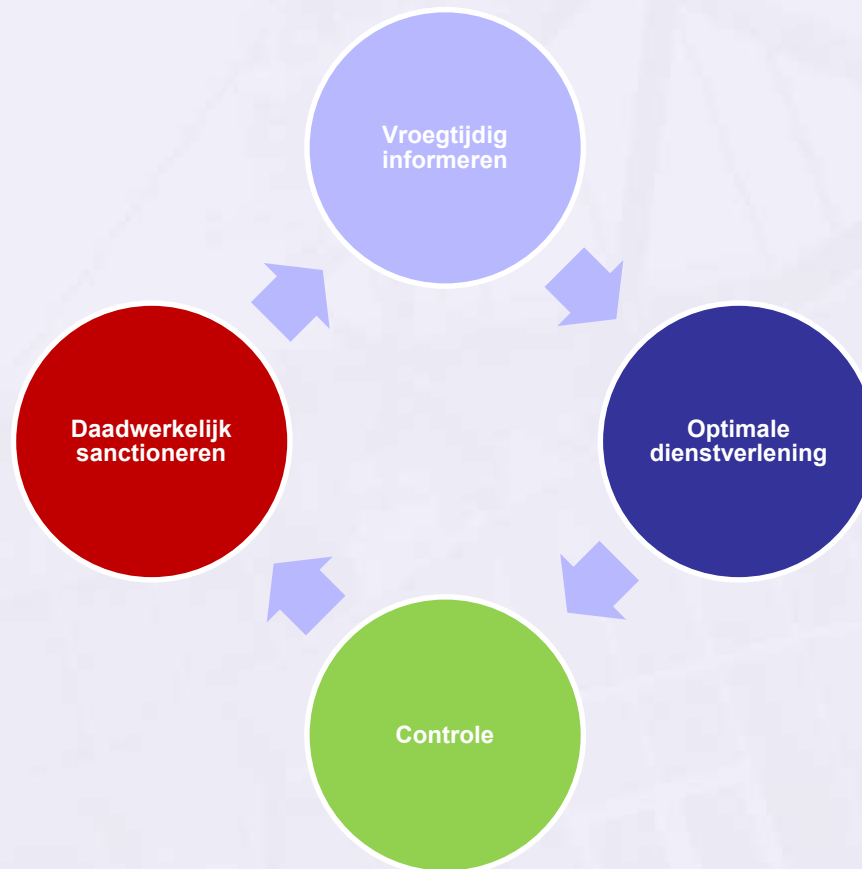 Vroegtijdig
informeren
Daadwerkelijk
sanctioneren
Optimale
dienstverlening
Controle